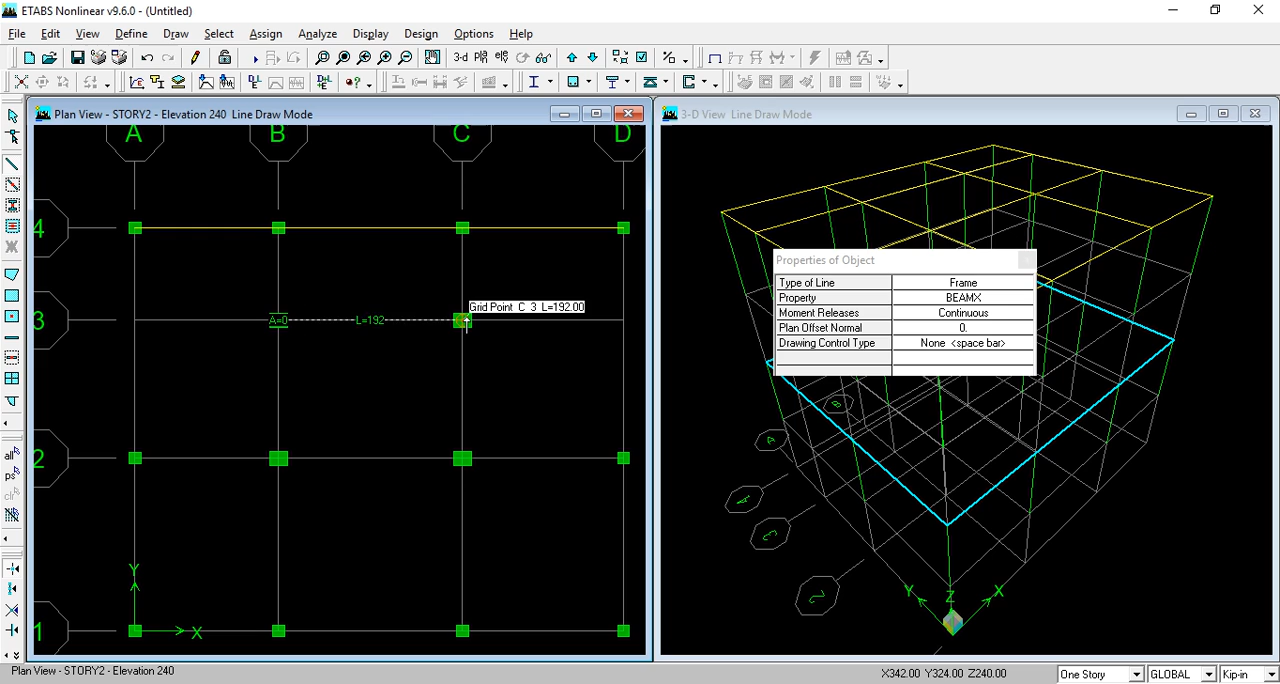 ETABS Nonlinear v9.6.0 - (Untitled)
File Edit View Define Draw Select Assign Analyze Display Design Options Help
3-d
Plan View - STORY2 - Elevation 240 Line Draw Mode
3-D View Line Draw Mode
A B C D
4
Properties of Object
Type of Line Frame
Property BEAMX
Moment Releases Continuous
Plan Offset Normal 0.
Drawing Control Type None <space bar>
Grid Point C 3 L=192.00
3 A=0 L=192
B
A
all
2
ps
clr
Y
Y Z X
X
1
Plan View - STORY2 - Elevation 240
X342.00 Y324.00 Z240.00
One Story
GLOBAL
Kip-in